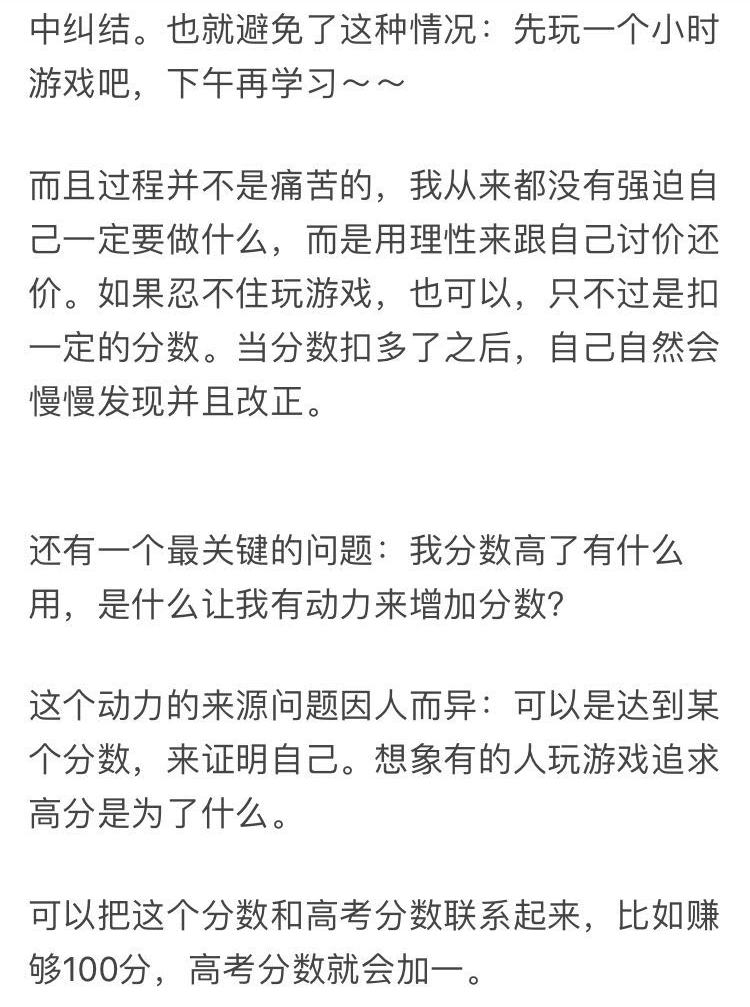 中纠结。也就避免了这种情况：先玩一个小时
游戏吧，下午再学习～～
而且过程并不是痛苦的，我从来都没有强迫自
己一定要做什么，而是用理性来跟自己讨价还
价。如果忍不住玩游戏，也可以，只不过是扣
一定的分数。当分数扣多了之后，自己自然会
慢慢发现并且改正。
还有一个最关键的问题：我分数高了有什么
用，是什么让我有动力来增加分数?
这个动力的来源问题因人而异：可以是达到某
个分数，来证明自己。想象有的人玩游戏追求
高分是为了什么。
可以把这个分数和高考分数联系起来，比如赚
够100分，高考分数就会加一。